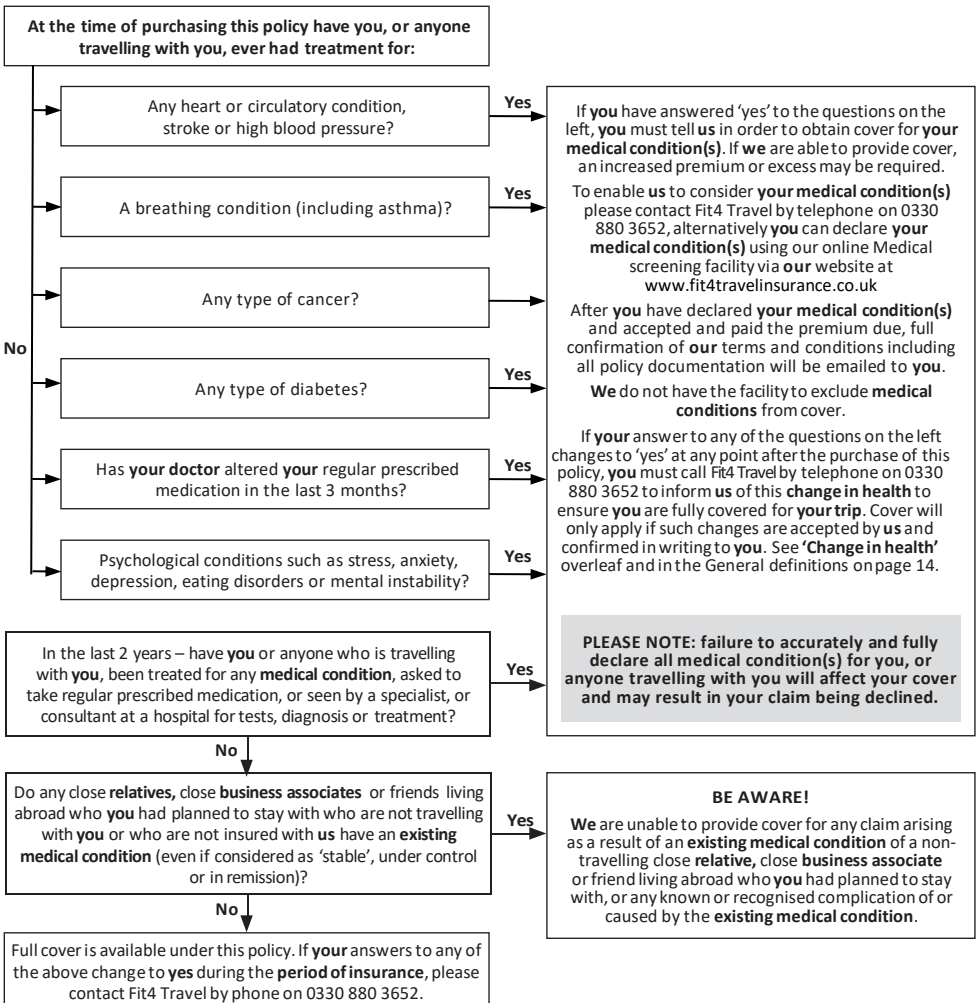 At the time of purchasing this policy have you, or anyone
travelling with you, ever had treatment for:
Any heart or circulatory condition,
stroke or high blood pressure?
Yes
A breathing condition (including asthma)?
Yes
Any type of cancer?
No
Any type of diabetes?
Yes
Has your doctor altered your regular prescribed
medication in the last 3 months?
Yes
Psychological conditions such as stress, anxiety,
depression, eating disorders or mental instability?
Yes
In the last 2 years – have you or anyone who is travelling
with you, been treated for any medical condition, asked to
take regular prescribed medication, or seen by a specialist, or
consultant at a hospital for tests, diagnosis or treatment?
Yes
If you have answered ‘yes’ to the questions on the
left, you must tell us in order to obtain cover for your
medical condition(s). If we are able to provide cover,
an increased premium or excess may be required.
To enable us to consider your medical condition(s)
please contact Fit4 Travel by telephone on 0330
880 3652, alternatively you can declare your
medical condition(s) using our online Medical
screening facility via our website at
www.fit4travelinsurance.co.uk
After you have declared your medical condition(s)
and accepted and paid the premium due, full
confirmation of our terms and conditions including
all policy documentation will be emailed to you.
We do not have the facility to exclude medical
conditions from cover.
If your answer to any of the questions on the left
changes to ‘yes’ at any point after the purchase of this
policy, you must call Fit4 Travel by telephone on 0330
880 3652 to inform us of this change in health to
ensure you are fully covered for your trip. Cover will
only apply if such changes are accepted by us and
confirmed in writing to you. See ‘Change in health’
overleaf and in the General definitions on page 14.
PLEASE NOTE: failure to accurately and fully
declare all medical condition(s) for you, or
anyone travelling with you will affect your cover
and may result in your claim being declined.
No
Do any close relatives, close business associates or friends living
abroad who you had planned to stay with who are not travelling
with you or who are not insured with us have an existing
medical condition (even if considered as ‘stable’, under control
or in remission)?
Yes
BE AWARE!
We are unable to provide cover for any claim arising
as a result of an existing medical condition of a non-
travelling close relative, close business associate
or friend living abroad who you had planned to stay
with, or any known or recognised complication of or
caused by the existing medical condition.
No
Full cover is available under this policy. If your answers to any of
the above change to yes during the period of insurance, please
contact Fit4 Travel by phone on 0330 880 3652.